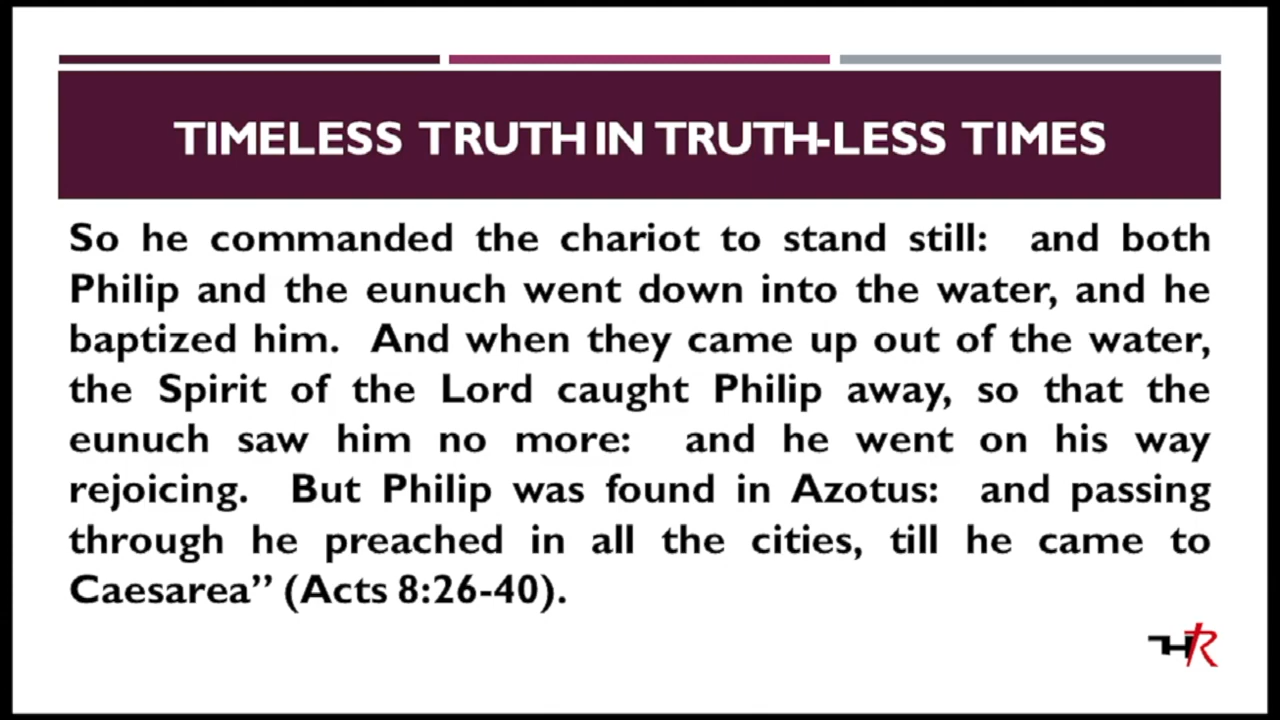 TIMELESS TRUTH IN TRUTH-LESS TIMES
So he commanded the chariot to stand still: and both
Philip and the eunuch went down into the water, and he
baptized him. And when they came up out of the water,
the Spirit of the Lord caught Philip away, so that the
eunuch saw him no more: and he went on his way
rejoicing. But Philip was found in Azotus: and passing
through he preached in all the cities, till he came to
Caesarea” (Acts 8:26-40).
HR